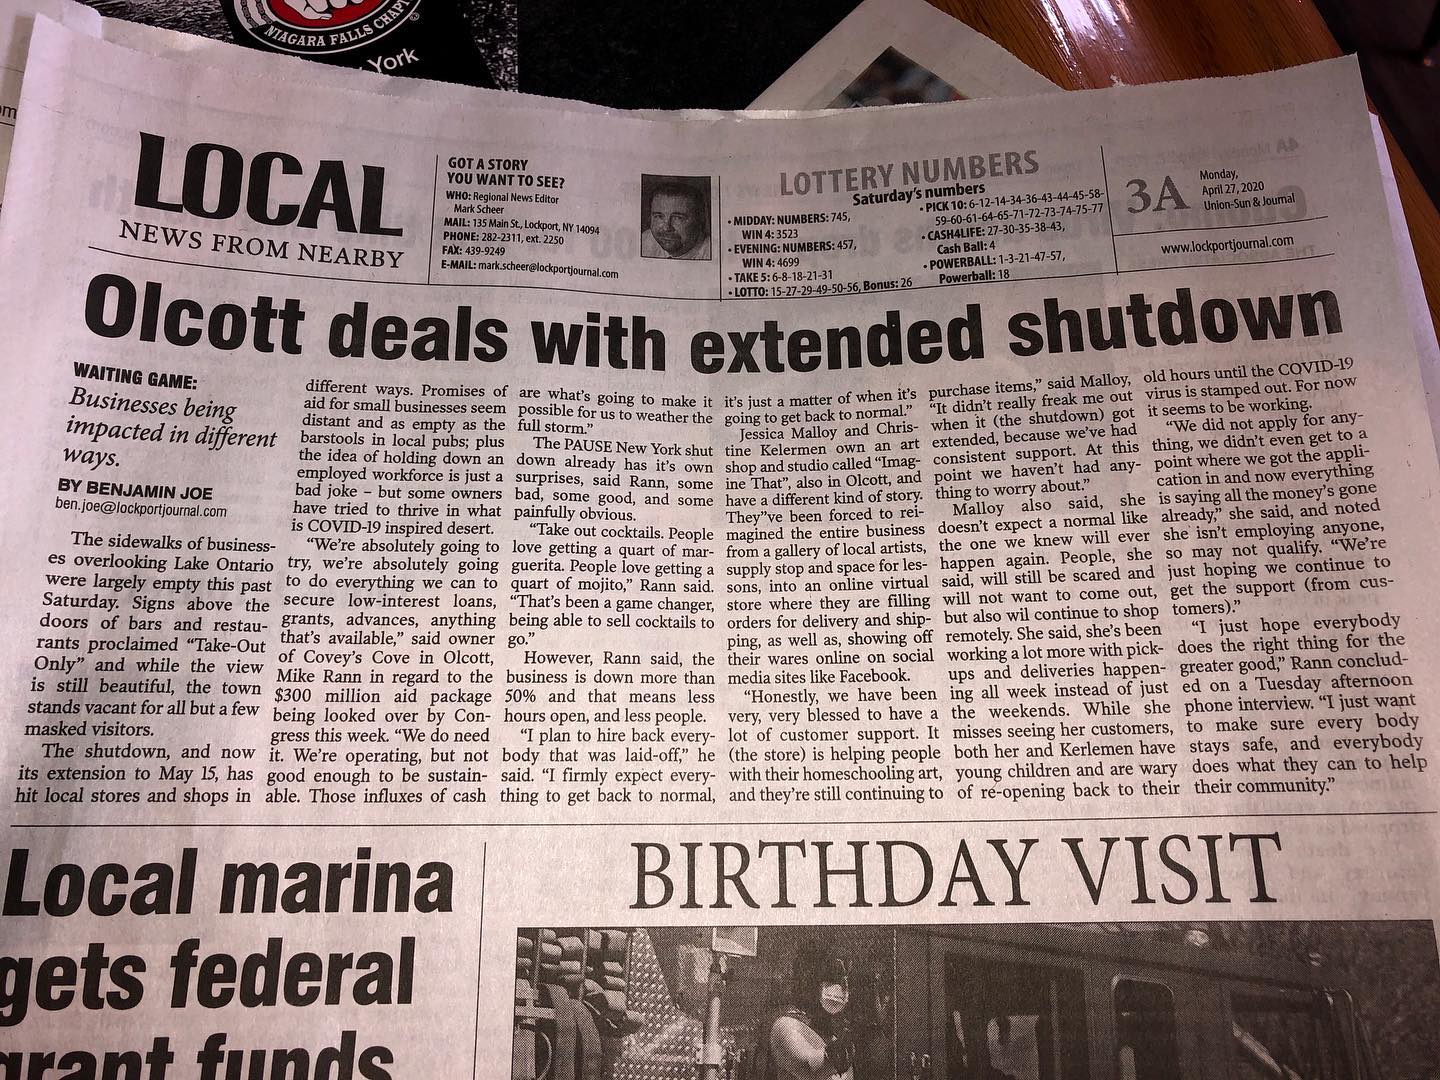 NIAGARA FALLS
York
LOCAL
NEWS FROM NEARBY
GOT A STORY
YOU WANT TO SEE?
WHO: Regional News Editor
Mark Scheer
MAIL: 135 Main St., Lockport, NY 14094
PHONE: 282-2311, ext. 2250
FAX: 439-9249
E-MAIL: mark.scheer@lockportjournal.com
LOTTERY NUMBERS
Saturday's numbers
• MIDDAY: NUMBERS: 745,
WIN 4: 3523
• EVENING: NUMBERS: 457,
WIN 4: 4699
• TAKE 5: 6-8-18-21-31
• LOTTO: 15-27-29-49-50-56, Bonus: 26
• PICK 10: 6-12-14-34-36-43-44-45-58-
59-60-61-64-65-71-72-73-74-75-77
• CASH4LIFE: 27-30-35-38-43,
Cash Ball: 4
• POWERBALL: 1-3-21-47-57,
Powerball: 18
3A
Monday,
April 27, 2020
Union-Sun & Journal
www.lockportjournal.com
Olcott deals with extended shutdown
WAITING GAME:
Businesses being
impacted in different
ways.
BY BENJAMIN JOE
ben.joe@lockportjournal.com
The sidewalks of business-
es overlooking Lake Ontario
were largely empty this past
Saturday. Signs above the
doors of bars and restau-
rants proclaimed “Take-Out
Only” and while the view
is still beautiful, the town
stands vacant for all but a few
masked visitors.
The shutdown, and now
its extension to May 15, has
hit local stores and shops in
different ways. Promises of
aid for small businesses seem
distant and as empty as the
barstools in local pubs; plus
the idea of holding down an
employed workforce is just a
bad joke – but some owners
have tried to thrive in what
is COVID-19 inspired desert.
“We're absolutely going to
try, we're absolutely going
to do everything we can to
secure low-interest loans,
grants, advances, anything
that's available,” said owner
of Covey's Cove in Olcott,
Mike Rann in regard to the
$300 million aid package
being looked over by Con-
gress this week. “We do need
it. We're operating, but not
good enough to be sustain-
able. Those influxes of cash
are what's going to make it
possible for us to weather the
full storm.”
The PAUSE New York shut
down already has it's own
surprises, said Rann, some
bad, some good, and some
painfully obvious.
“Take out cocktails. People
love getting a quart of mar-
guerita. People love getting a
quart of mojito,” Rann said.
“That's been a game changer,
being able to sell cocktails to
go.”
However, Rann said, the
business is down more than
50% and that means less
hours open, and less people.
“I plan to hire back every-
body that was laid-off,” he
said. “I firmly expect every-
thing to get back to normal,
it's just a matter of when it's
going to get back to normal.”
Jessica Malloy and Chris-
tine Kelermen own an art
shop and studio called “Imag-
ine That”, also in Olcott, and
have a different kind of story.
They”ve been forced to rei-
magined the entire business
from a gallery of local artists,
supply stop and space for les-
sons, into an online virtual
store where they are filling
orders for delivery and ship-
ping, as well as, showing off
their wares online on social
media sites like Facebook.
“Honestly, we have been
very, very blessed to have a
lot of customer support. It
(the store) is helping people
with their homeschooling art,
and they're still continuing to
purchase items,” said Malloy,
“It didn't really freak me out
when it (the shutdown) got
extended, because we've had
consistent support. At this
point we haven't had any-
thing to worry about.”
Malloy also said, she
doesn't expect a normal like
the one we knew will ever
happen again. People, she
said, will still be scared and
will not want to come out,
but also wil continue to shop
remotely. She said, she's been
working a lot more with pick-
ups and deliveries happen-
ing all week instead of just
the weekends. While she
misses seeing her customers,
both her and Kerlemen have
young children and are wary
of re-opening back to their
old hours until the COVID-19
virus is stamped out. For now
it seems to be working.
“We did not apply for any-
thing, we didn't even get to a
point where we got the appli-
cation in and now everything
is saying all the money's gone
already,” she said, and noted
she isn't employing anyone,
so may not qualify. “We're
just hoping we continue to
get the support (from cus-
tomers).”
“I just hope everybody
does the right thing for the
greater good,” Rann conclud-
ed on a Tuesday afternoon
phone interview. “I just want
to make sure every body
stays safe, and everybody
does what they can to help
their community.”
Local marina
gets federal
grant funds
BIRTHDAY VISIT